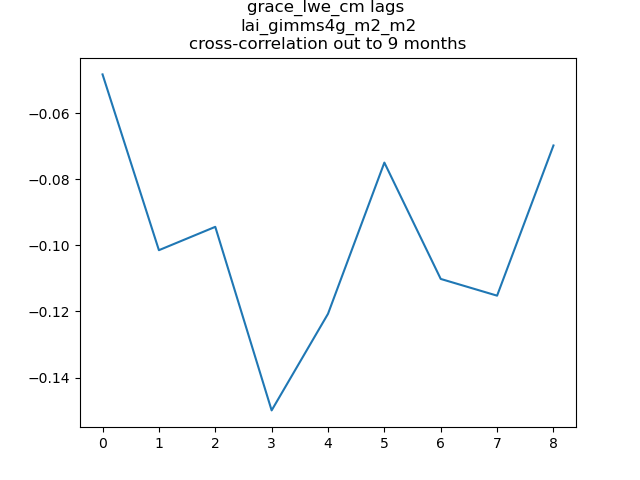 grace_lwe_cm lags
lai_gimms4g_m2_m2
cross-correlation out to 9 months
−0.06
−0.08
−0.10
−0.12
−0.14
0 1 2 3 4 5 6 7 8